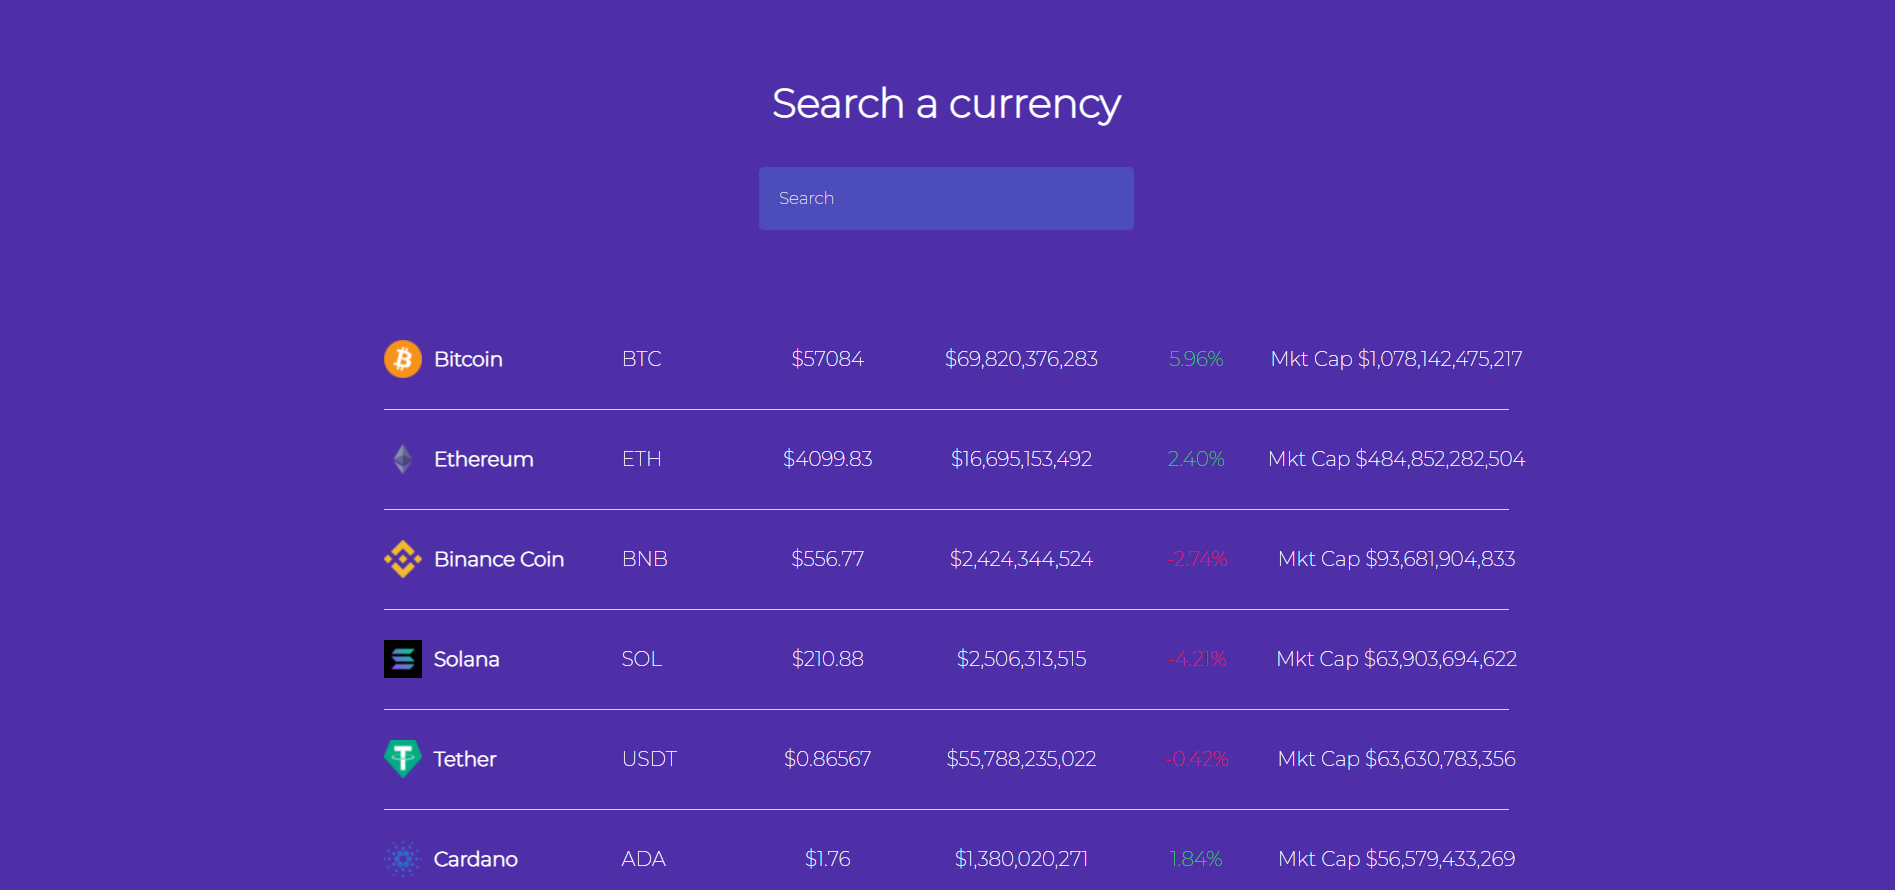 Search a currency
Search
Bitcoin BTC $57084 $69,820,376,283 5.96% Mkt Cap $1,078,142,475,217
Ethereum ETH $4099.83 $16,695,153,492 2.40% Mkt Cap $484,852,282,504
Binance Coin BNB $556.77 $2,424,344,524 -2.74% Mkt Cap $93,681,904,833
Solana SOL $210.88 $2,506,313,515 -4.21% Mkt Cap $63,903,694,622
Tether USDT $0.86567 $55,788,235,022 -0.42% Mkt Cap $63,630,783,356
Cardano ADA $1.76 $1,380,020,271 1.84% Mkt Cap $56,579,433,269